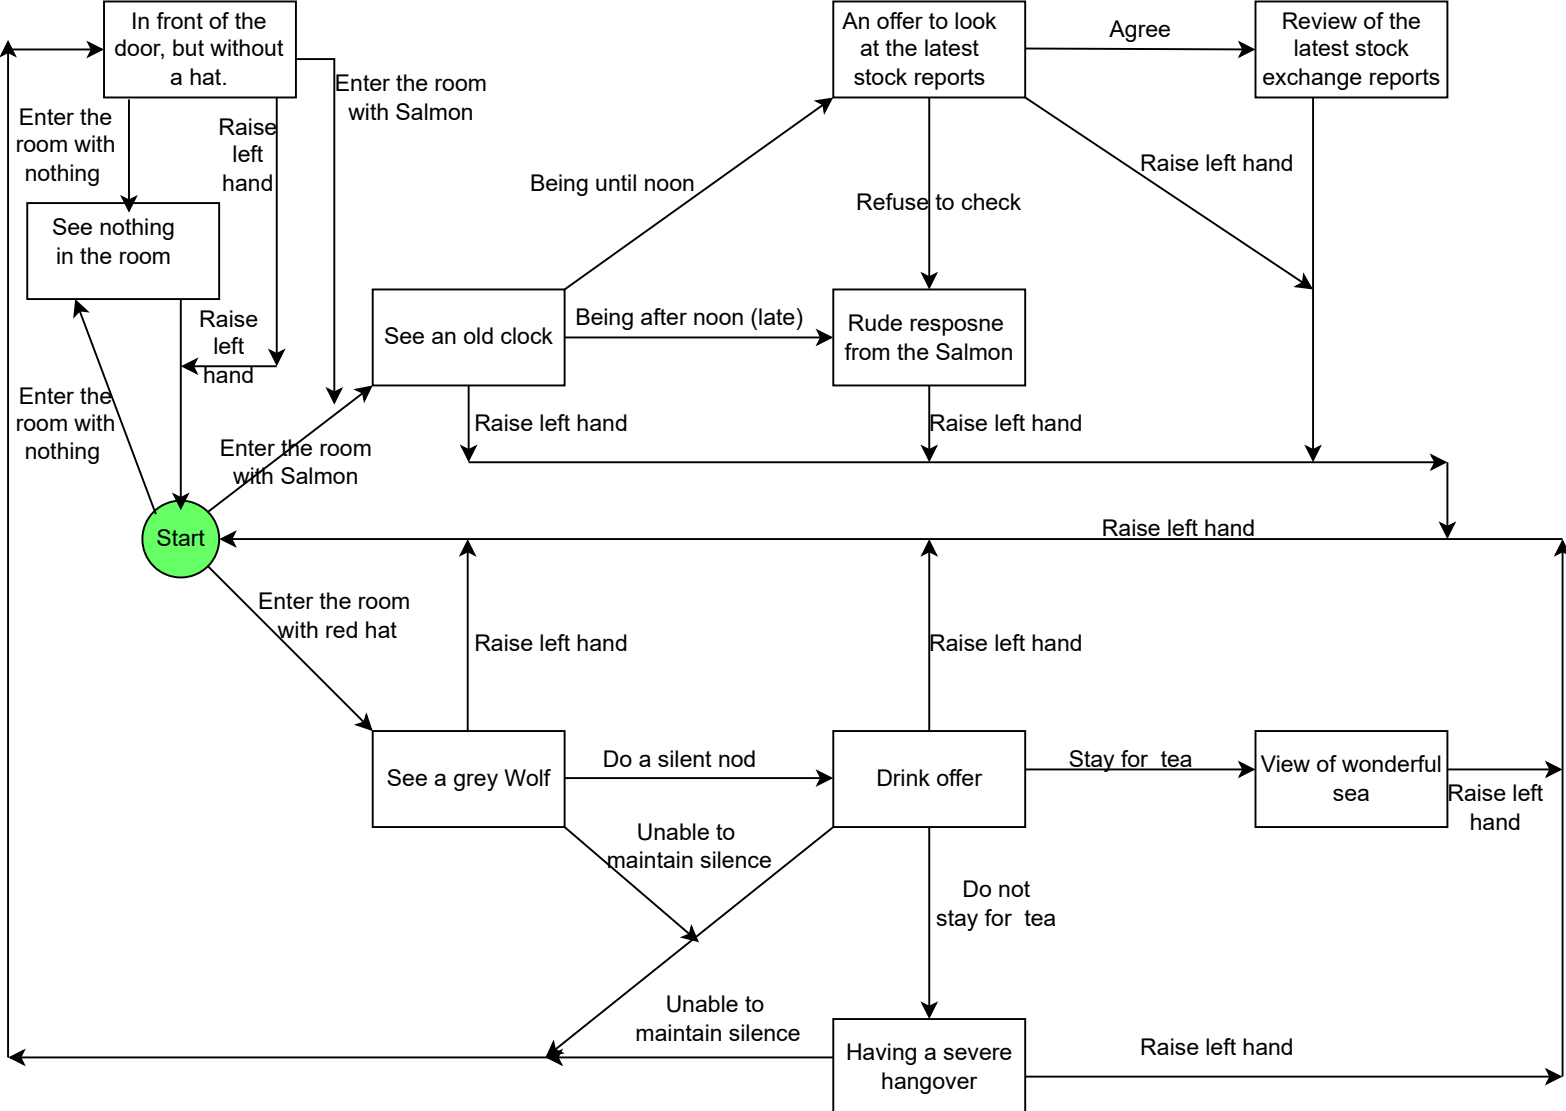 In front of the
door, but without
a hat.
An offer to look
at the latest
stock reports
Agree
Review of the
latest stock
exchange reports
Enter the room
with Salmon
Enter the
room with
nothing
Raise
left
hand
Being until noon
Raise left hand
Refuse to check
See nothing
in the room
Raise
left
hand
See an old clock
Being after noon (late)
Rude resposne
from the Salmon
Enter the
room with
nothing
Enter the room
with Salmon
Raise left hand
Raise left hand
Start
Raise left hand
Enter the room
with red hat
Raise left hand
Raise left hand
See a grey Wolf
Do a silent nod
Drink offer
Stay for  tea
View of wonderful
sea
Raise left
hand
Unable to
maintain silence
Do not
stay for  tea
Unable to
maintain silence
Having a severe
hangover
Raise left hand